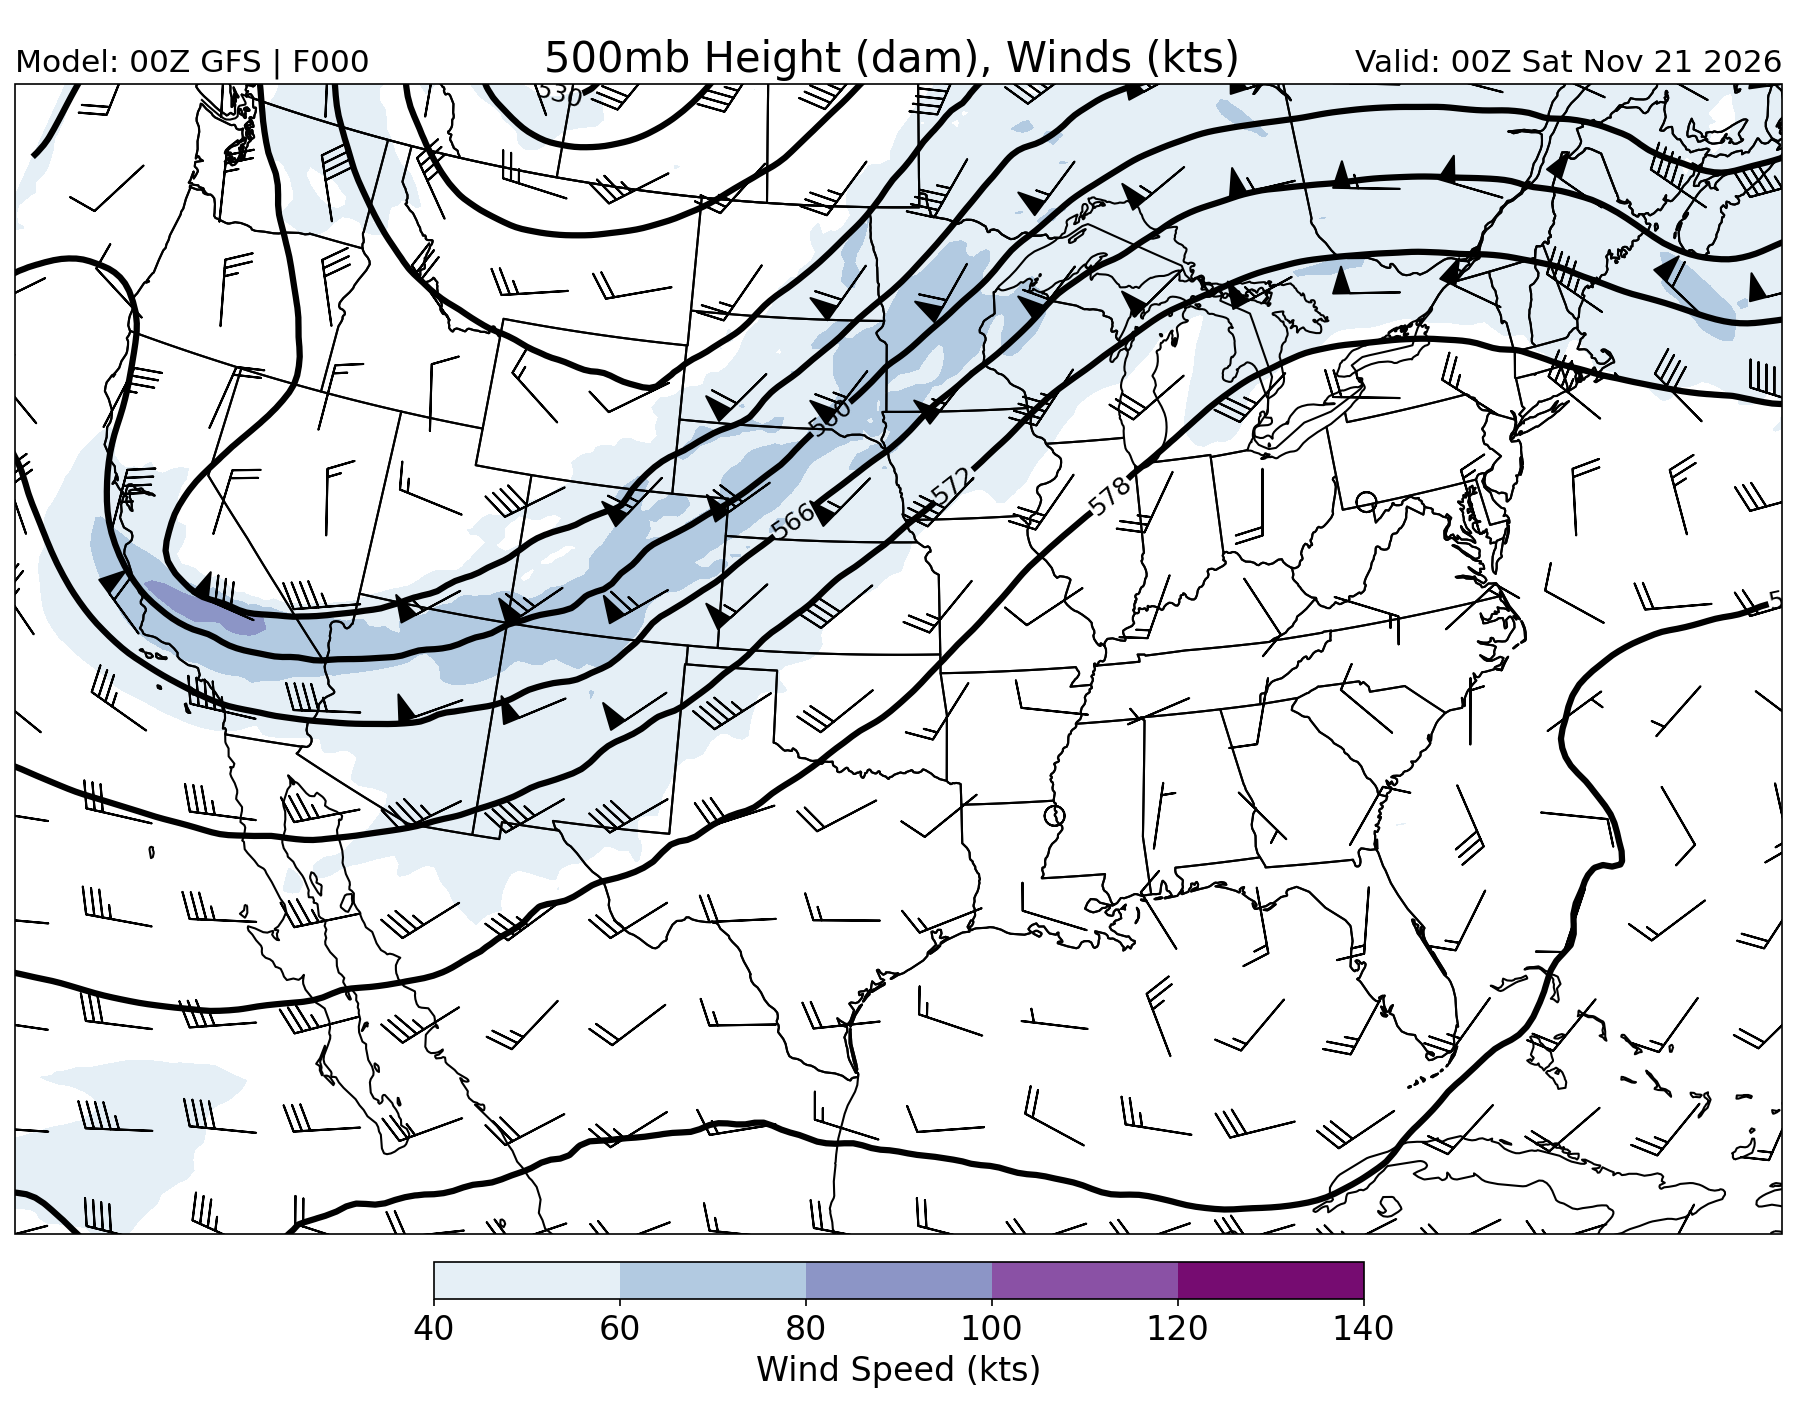 Model: 00Z GFS | F000
500mb Height (dam), Winds (kts)
Valid: 00Z Sat Nov 21 2026
530
560
566
572
578
5
40 60 80 100 120 140
Wind Speed (kts)